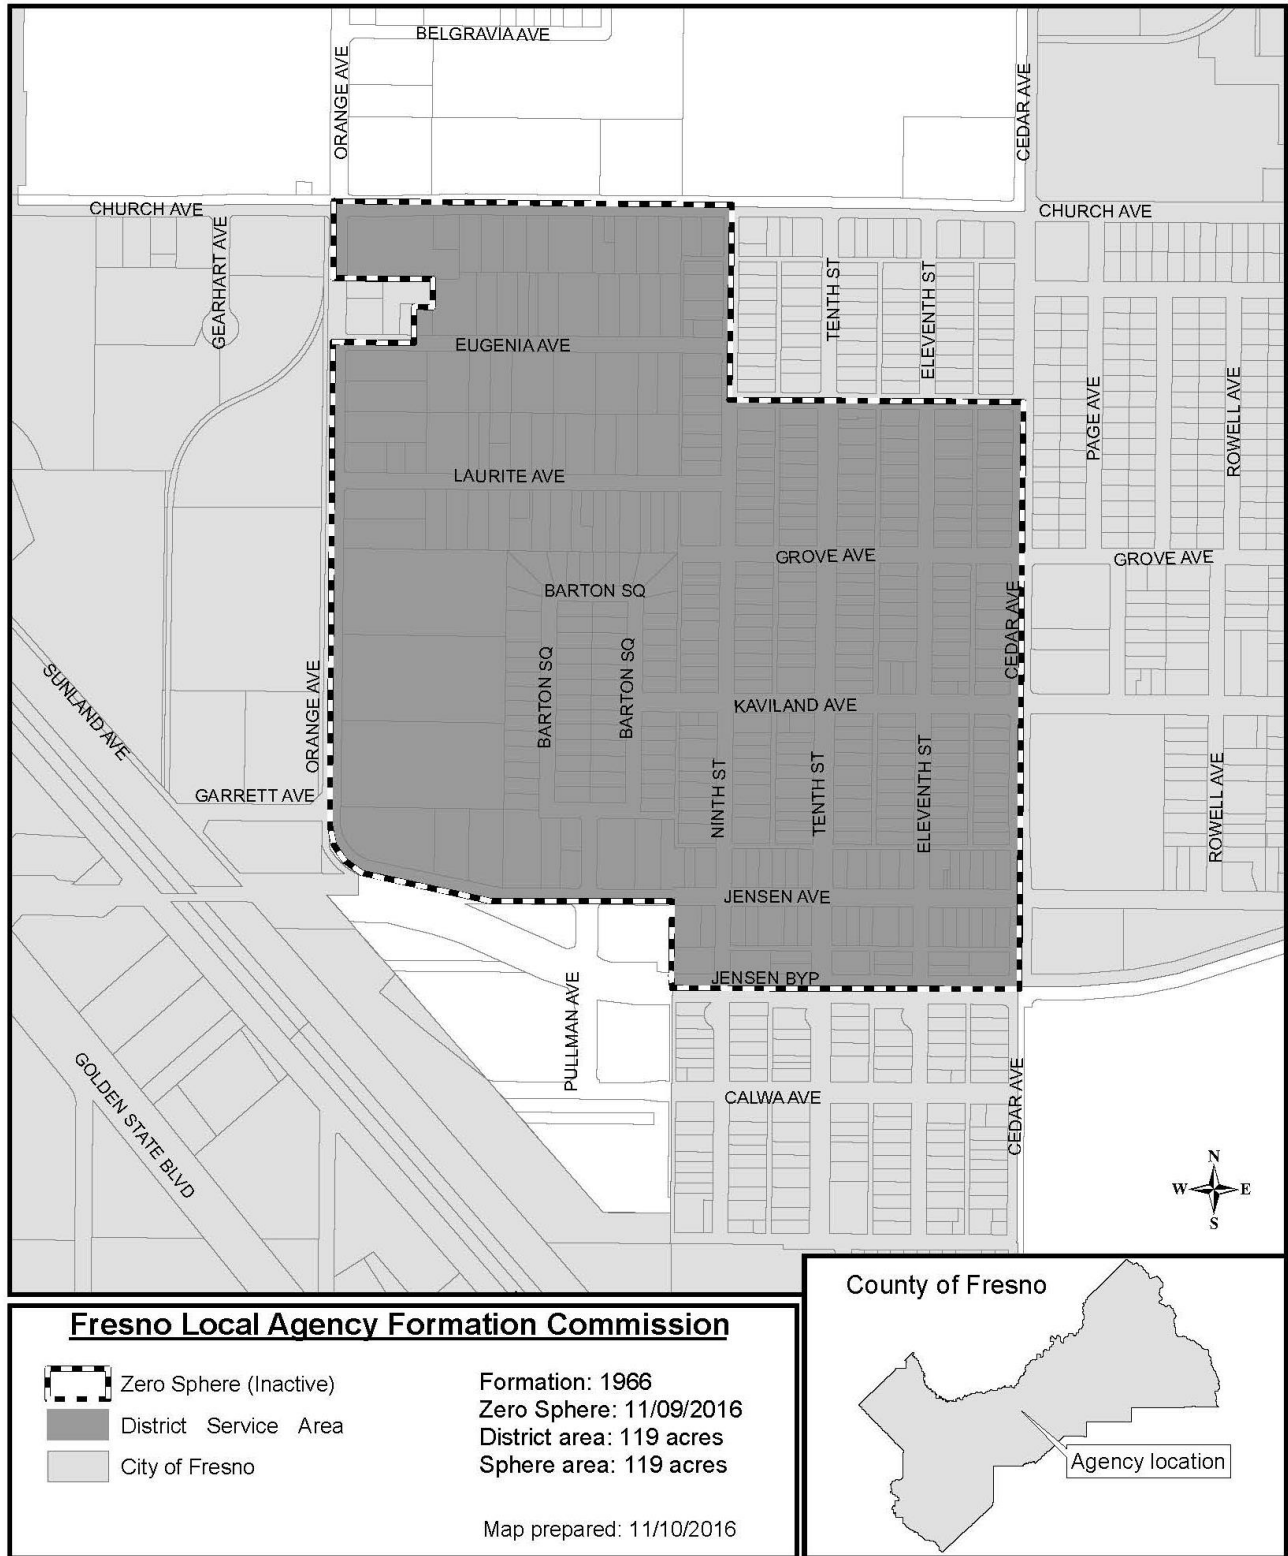 BELGRAVIA AVE
ORANGE AVE
CEDAR AVE
CHURCH AVE
CHURCH AVE
GEARHART AVE
TENTH ST
ELEVENTH ST
EUGENIA AVE
PAGE AVE
ROWELL AVE
LAURITE AVE
GROVE AVE
GROVE AVE
BARTON SQ
CEDAR AVE
BARTON SQ
BARTON SQ
ORANGE AVE
SUNLAND AVE
KAVILAND AVE
NINTH ST
TENTH ST
ELEVENTH ST
ROWELL AVE
GARRETT AVE
JENSEN AVE
JENSEN BYP
PULLMAN AVE
GOLDEN STATE BLVD
CALWA AVE
CEDAR AVE
N
W E
S
Fresno Local Agency Formation Commission
Zero Sphere (Inactive)
District Service Area
City of Fresno
Formation: 1966
Zero Sphere: 11/09/2016
District area: 119 acres
Sphere area: 119 acres
Map prepared: 11/10/2016
County of Fresno
Agency location